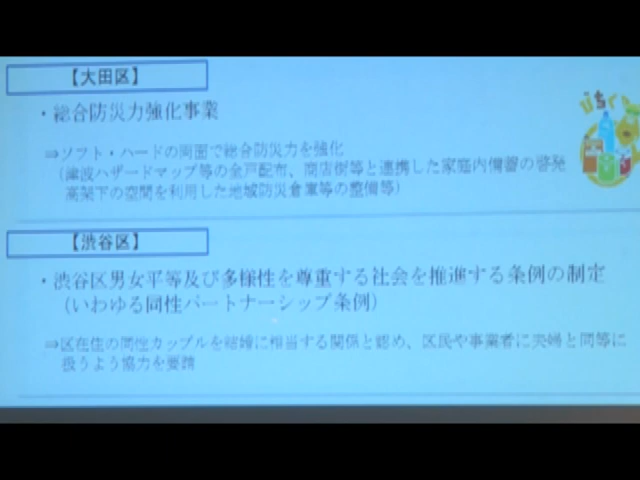 【大田区】
・総合防災力強化事業
⇒ソフト・ハードの両面で総合防災力を強化
(津波ハザードマップ等の全戸配布、商店街等と連携した家庭内備蓄の啓発
高架下の空間を利用した地域防災倉庫等の整備等)
【渋谷区】
・渋谷区男女平等及び多様性を尊重する社会を推進する条例の制定
(いわゆる同性パートナーシップ条例)
⇒区在住の同性カップルを結婚に相当する関係と認め、区民や事業者に夫婦と同等に
扱うよう協力を要請